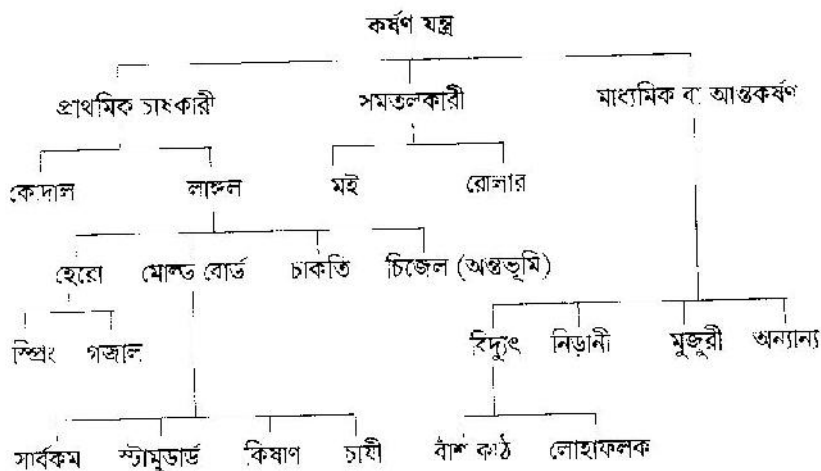 কর্ষণ যন্ত্র
প্রাথমিক চাষকারী সমতলকারী মাধ্যমিক বা আন্তকর্ষণ
কোদাল লাঙ্গল মই রোলার
হেরো মোল্ড বোর্ড চাকতি চিজেল (অন্তভূমি)
স্প্রিং গজাল বিদ্যুৎ নিড়ানী মুজুরী অন্যান্য
সার্বকম স্টামুডার্ড কিষাণ চাষী বাঁশ কাঠ লোহাফলক